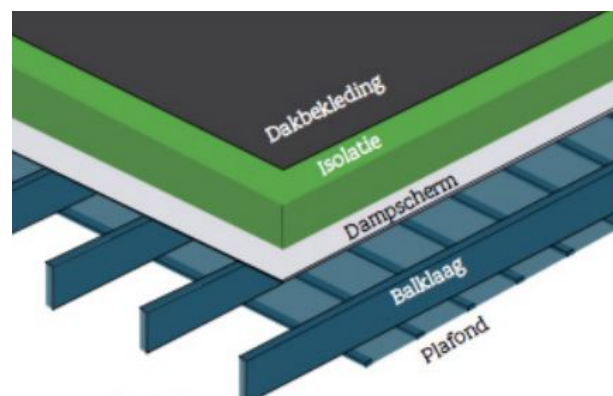 Dakbekleding
Isolatie
Dampscherm
Balklaag
Plafond